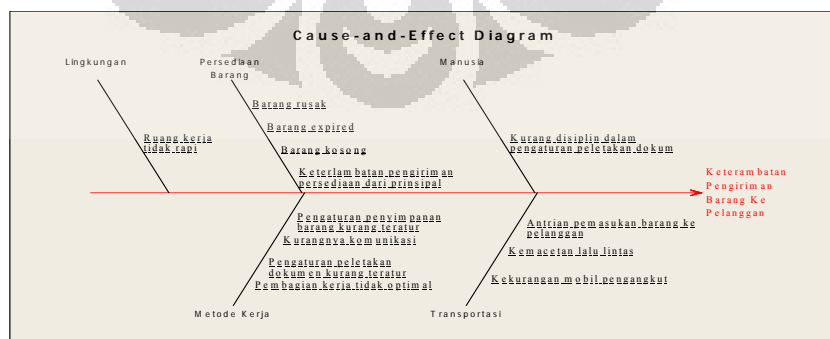 Cause-and-Effect Diagram
Lingkungan
Persediaan
Barang
Manusia
Barang rusak
Barang expired
Barang kosong
Keterlambatan pengiriman
persediaan dari prinsipal
Ruang kerja
tidak rapi
Kurang disiplin dalam
pengaturan peletakan dokum
Keterambatan
Pengiriman
Barang Ke
Pelanggan
Pengaturan penyimpanan
barang kurang teratur
Kurangnya komunikasi
Pengaturan peletakan
dokumen kurang teratur
Pembagian kerja tidak optimal
Antrian pemasukan barang ke
pelanggan
Kemacetan lalu lintas
Kekurangan mobil pengangkut
Metode Kerja
Transportasi